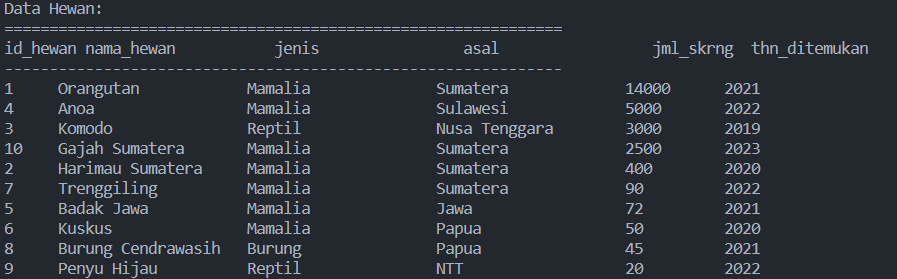 Data Hewan:
==============================================================
id_hewan nama_hewan jenis asal jml_skrng thn_ditemukan
--------------------------------------------------------------
1 Orangutan Mamalia Sumatera 14000 2021
4 Anoa Mamalia Sulawesi 5000 2022
3 Komodo Reptil Nusa Tenggara 3000 2019
10 Gajah Sumatera Mamalia Sumatera 2500 2023
2 Harimau Sumatera Mamalia Sumatera 400 2020
7 Trenggiling Mamalia Sumatera 90 2022
5 Badak Jawa Mamalia Jawa 72 2021
6 Kuskus Mamalia Papua 50 2020
8 Burung Cendrawasih Burung Papua 45 2021
9 Penyu Hijau Reptil NTT 20 2022